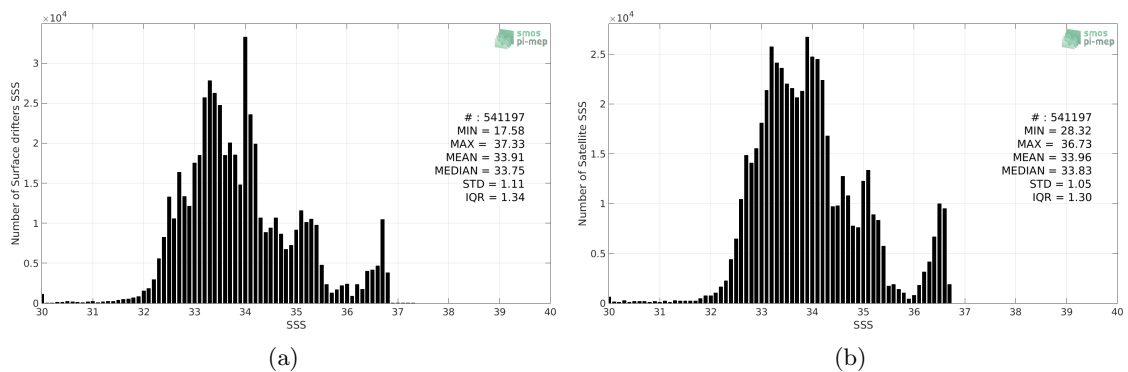 ×10⁴
smos
pi-mep
3
2.5
2
1.5
1
0.5
0
Number of Surface drifters SSS
# : 541197
MIN = 17.58
MAX = 37.33
MEAN = 33.91
MEDIAN = 33.75
STD = 1.11
IQR = 1.34
30 31 32 33 34 35 36 37 38 39 40
SSS
(a)
×10⁴
smos
pi-mep
2.5
2
1.5
1
0.5
0
Number of Satellite SSS
# : 541197
MIN = 28.32
MAX = 36.73
MEAN = 33.96
MEDIAN = 33.83
STD = 1.05
IQR = 1.30
30 31 32 33 34 35 36 37 38 39 40
SSS
(b)